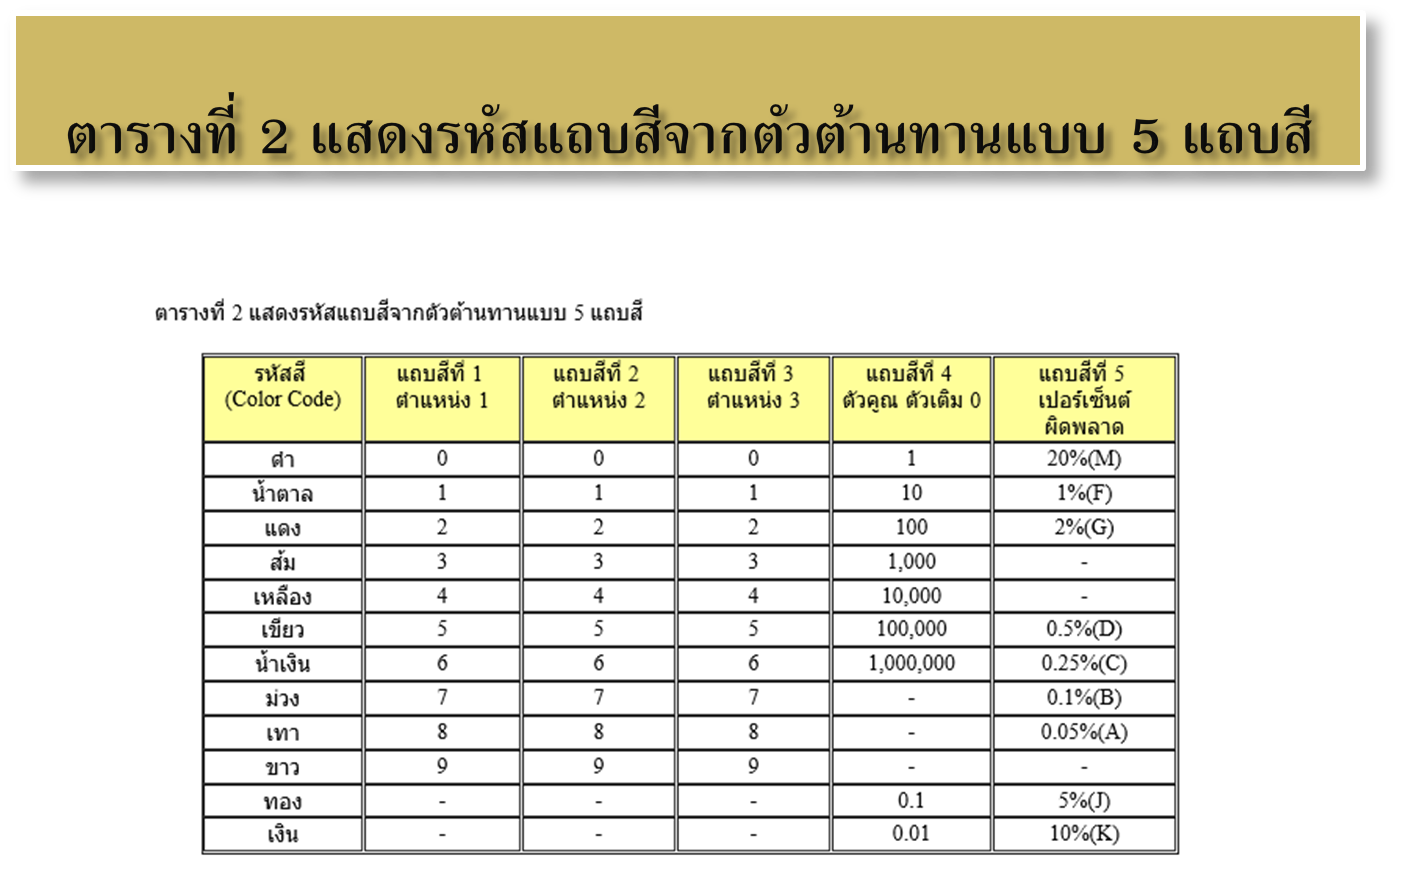 ตารางที่ 2 แสดงรหัสแถบสีจากตัวต้านทานแบบ 5 แถบสี
ตารางที่ 2 แสดงรหัสแถบสีจากตัวต้านทานแบบ 5 แถบสี
รหัสสี (Color Code) แถบสีที่ 1 ตำแหน่ง 1 แถบสีที่ 2 ตำแหน่ง 2 แถบสีที่ 3 ตำแหน่ง 3 แถบสีที่ 4 ตัวคูณ ตัวเติม 0 แถบสีที่ 5 เปอร์เซ็นต์ ผิดพลาด
ดำ 0 0 0 1 20%(M)
น้ำตาล 1 1 1 10 1%(F)
แดง 2 2 2 100 2%(G)
ส้ม 3 3 3 1,000 -
เหลือง 4 4 4 10,000 -
เขียว 5 5 5 100,000 0.5%(D)
น้ำเงิน 6 6 6 1,000,000 0.25%(C)
ม่วง 7 7 7 - 0.1%(B)
เทา 8 8 8 - 0.05%(A)
ขาว 9 9 9 - -
ทอง - - - 0.1 5%(J)
เงิน - - - 0.01 10%(K)